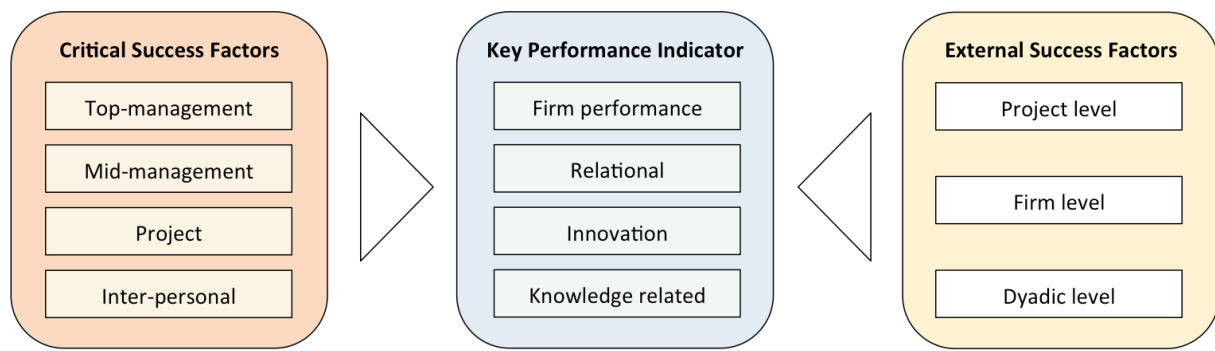 Critical Success Factors
Top-management
Mid-management
Project
Inter-personal
Key Performance Indicator
Firm performance
Relational
Innovation
Knowledge related
External Success Factors
Project level
Firm level
Dyadic level